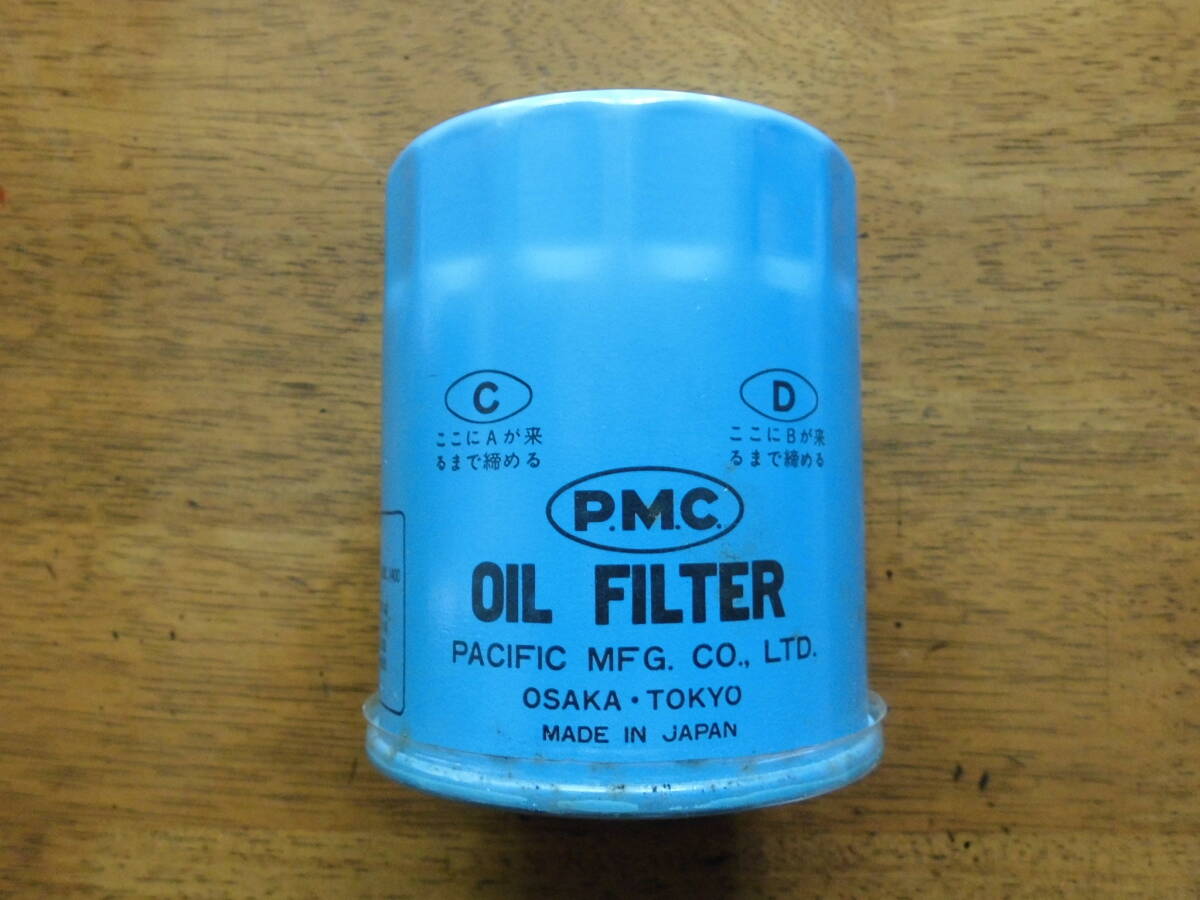 C
ここにAが来
るまで締める
D
ここにBが来
るまで締める
P.M.C.
OIL FILTER
PACIFIC MFG. CO., LTD.
OSAKA・TOKYO
MADE IN JAPAN